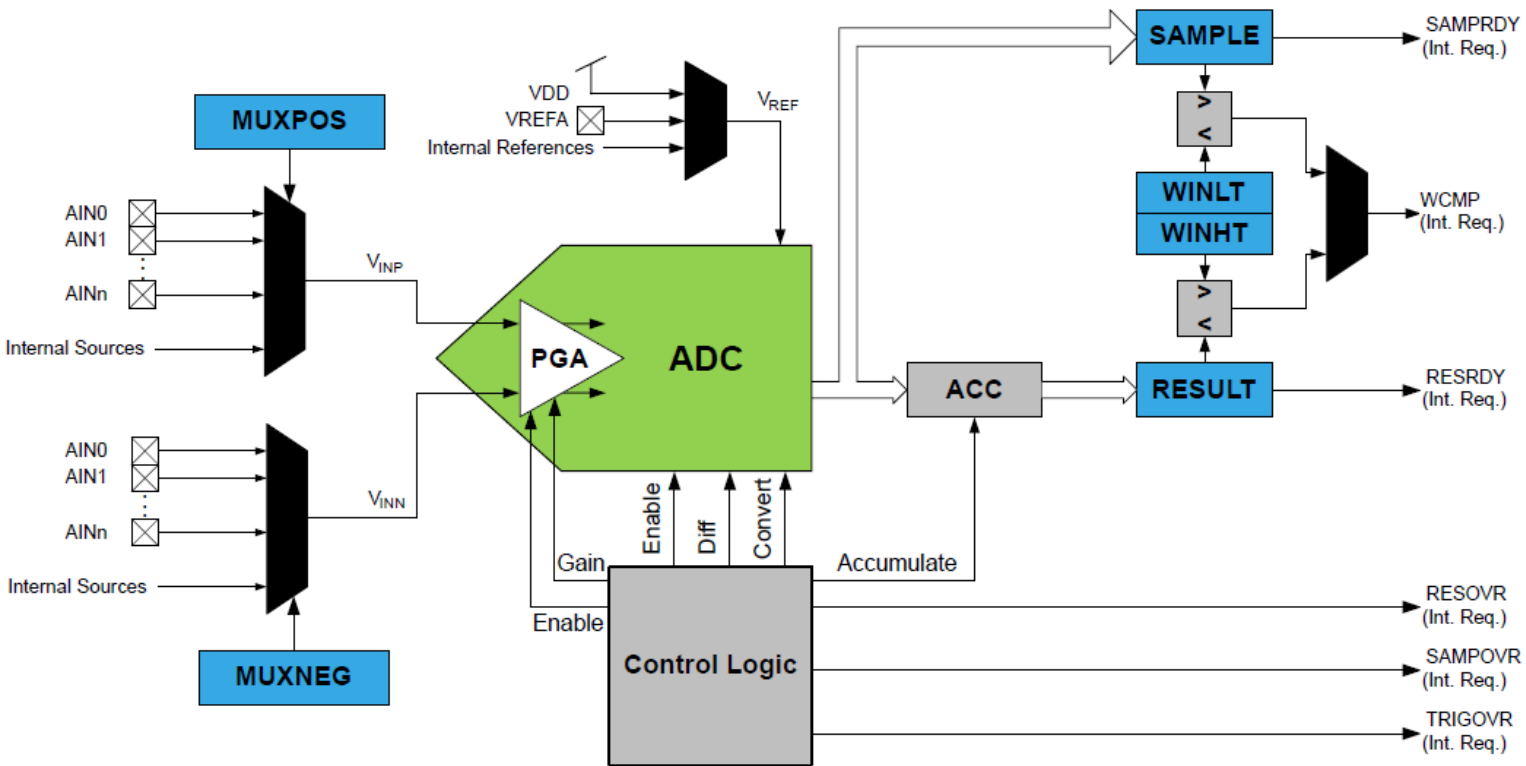 SAMPLE
SAMPRDY
(Int. Req.)
VDD
VREFA
Internal References
VREF
MUXPOS
>
<
WINLT
WINHT
WCMP
(Int. Req.)
AIN0
AIN1
AINn
Internal Sources
VINP
>
<
PGA
ADC
ACC
RESULT
RESRDY
(Int. Req.)
AIN0
AIN1
AINn
Internal Sources
VINN
Enable
Diff
Convert
Gain
Enable
Accumulate
MUXNEG
Control Logic
RESOVR
(Int. Req.)
SAMPOVR
(Int. Req.)
TRIGOVR
(Int. Req.)